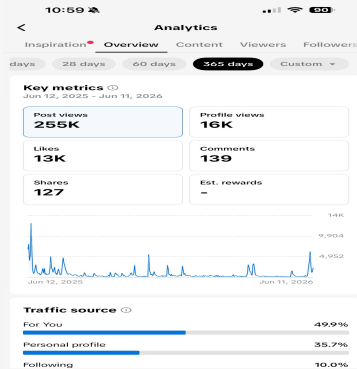 10:59
90
Analytics
Inspiration Overview Content Viewers Followers
days 28 days 60 days 365 days Custom
Key metrics
Jun 12, 2025 - Jun 11, 2026
Post views Profile views
255K 16K
Likes Comments
13K 139
Shares Est. rewards
127 -
14K
9,904
4,952
Jun 12, 2025 Jun 11, 2026
Traffic source
For You 49.9%
Personal profile 35.7%
Following 10.0%